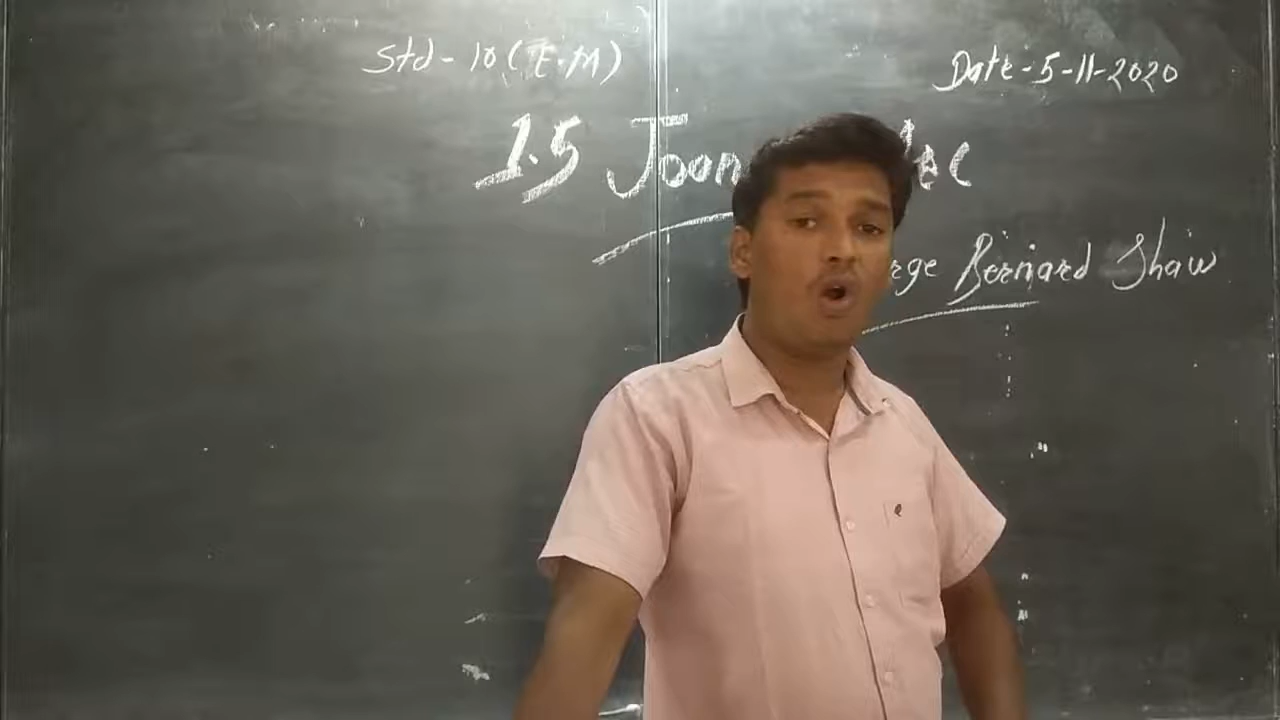 Std - 10 (E.M)
Date - 5-11-2020
1.5 Joan
Bernard Shaw